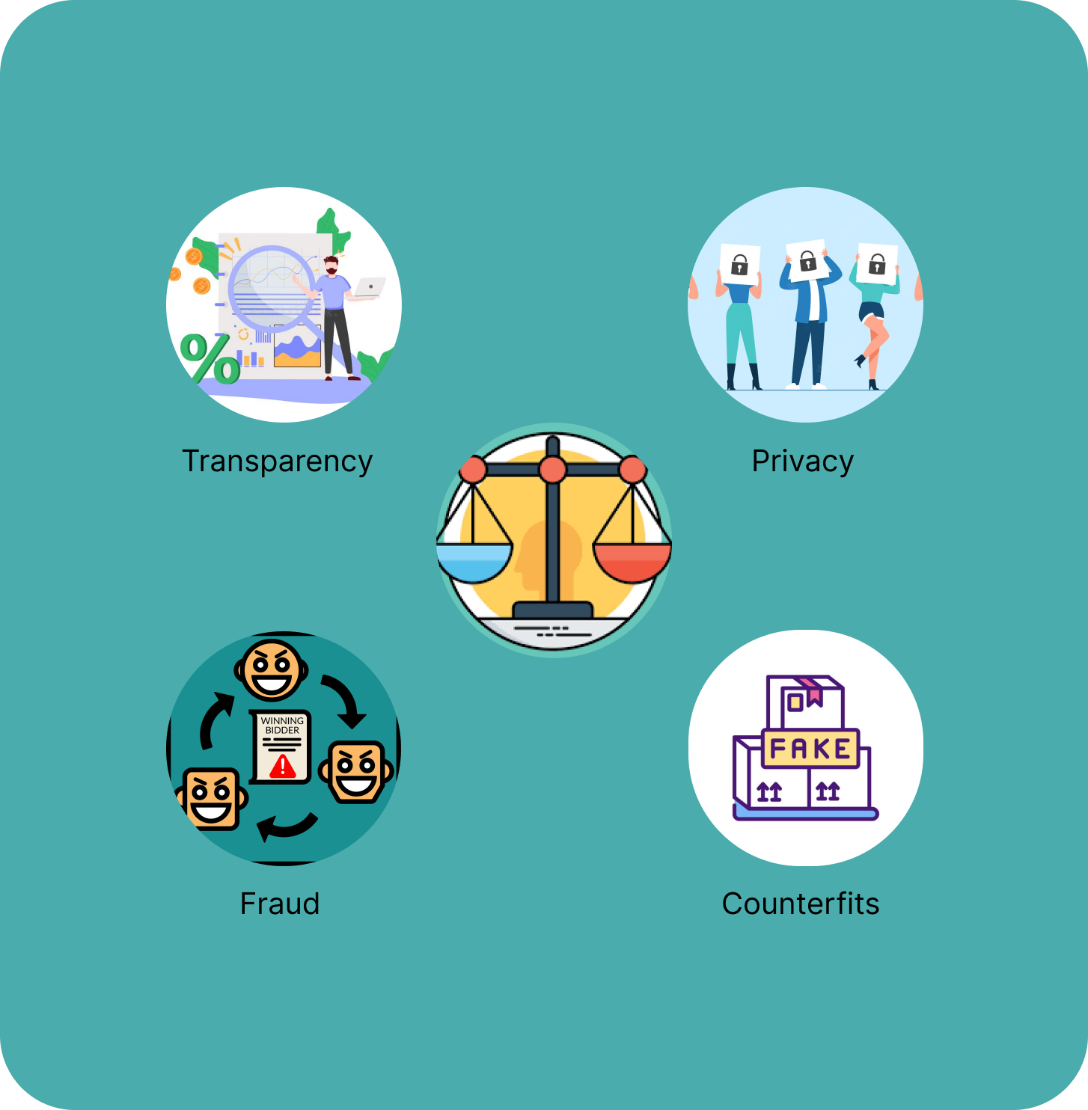 %
Transparency
Privacy
WINNING
BIDDER
Fraud
FAKE
Counterfits